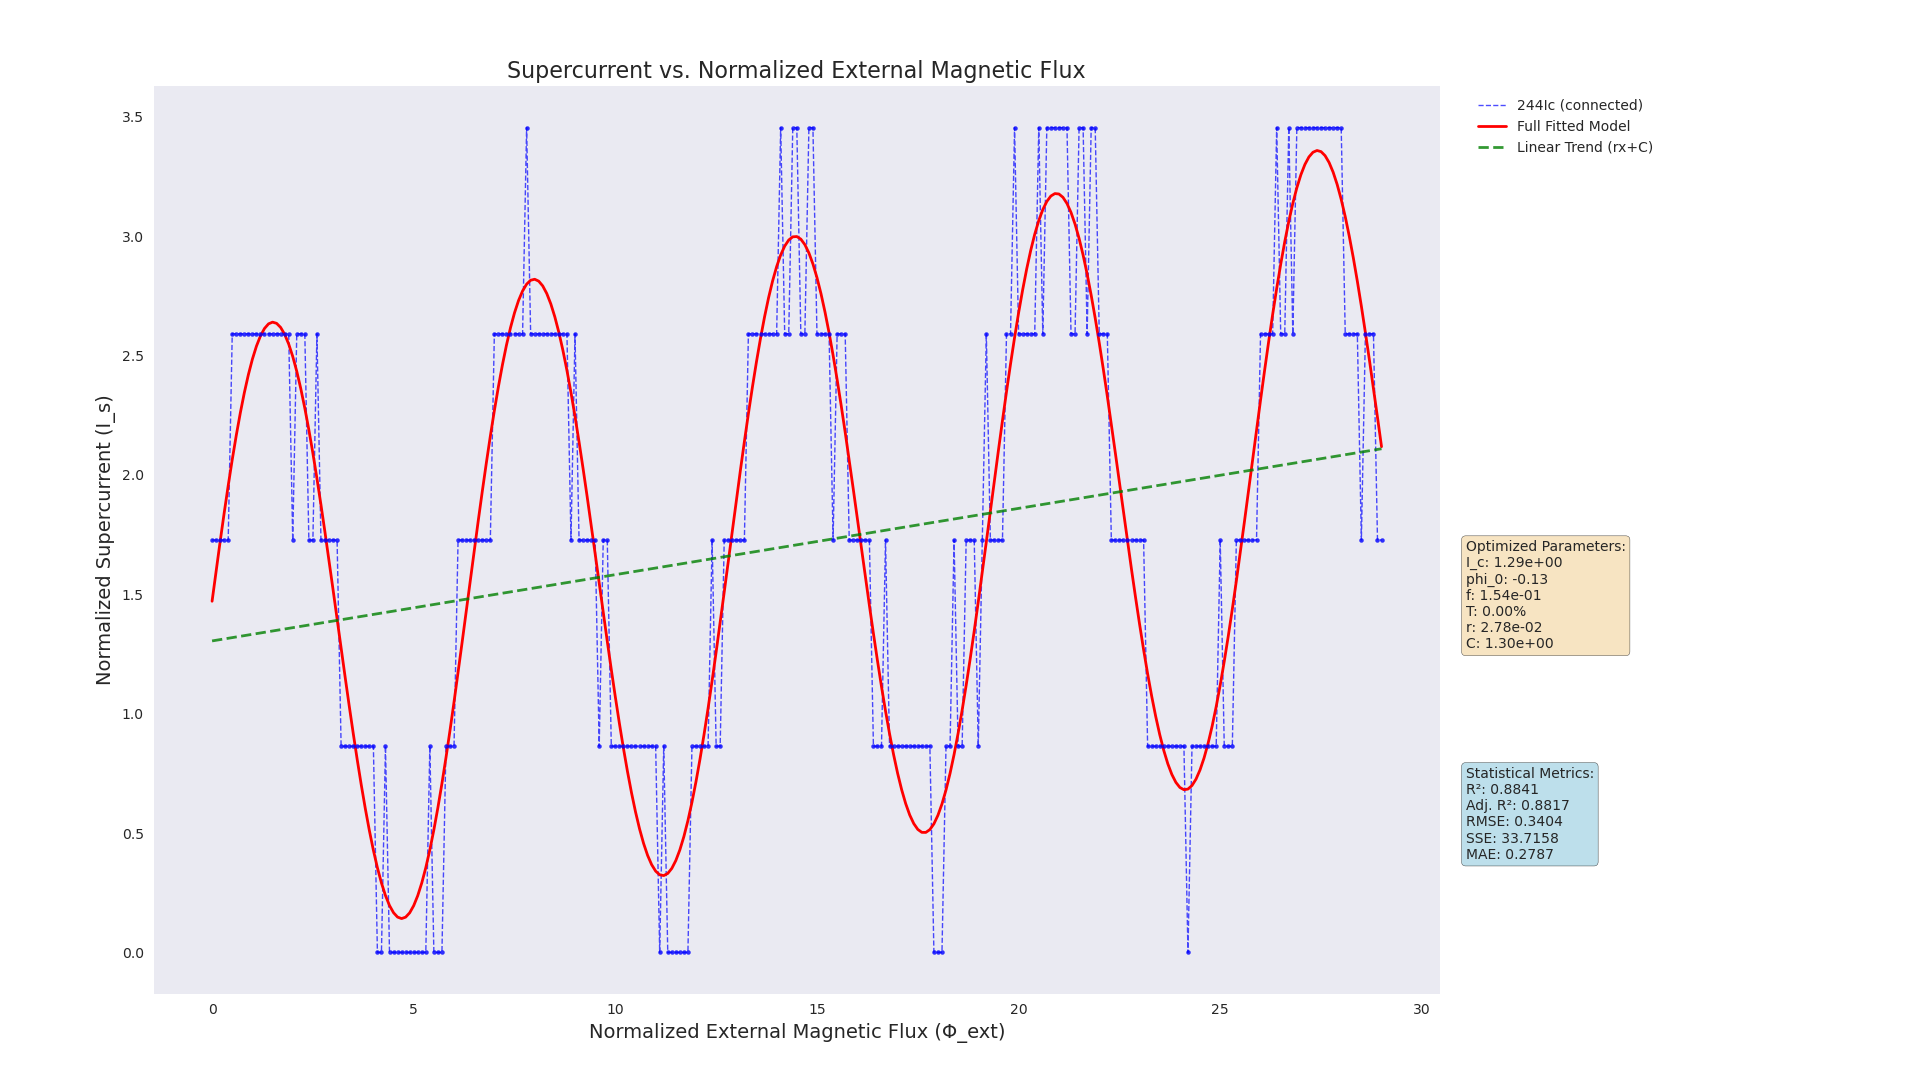 Supercurrent vs. Normalized External Magnetic Flux
3.5
3.0
2.5
2.0
1.5
1.0
0.5
0.0
Normalized Supercurrent (I_s)
0 5 10 15 20 25 30
Normalized External Magnetic Flux (Φ_ext)
244Ic (connected)
Full Fitted Model
Linear Trend (rx+C)
Optimized Parameters:
I_c: 1.29e+00
phi_0: -0.13
f: 1.54e-01
T: 0.00%
r: 2.78e-02
C: 1.30e+00
Statistical Metrics:
R²: 0.8841
Adj. R²: 0.8817
RMSE: 0.3404
SSE: 33.7158
MAE: 0.2787